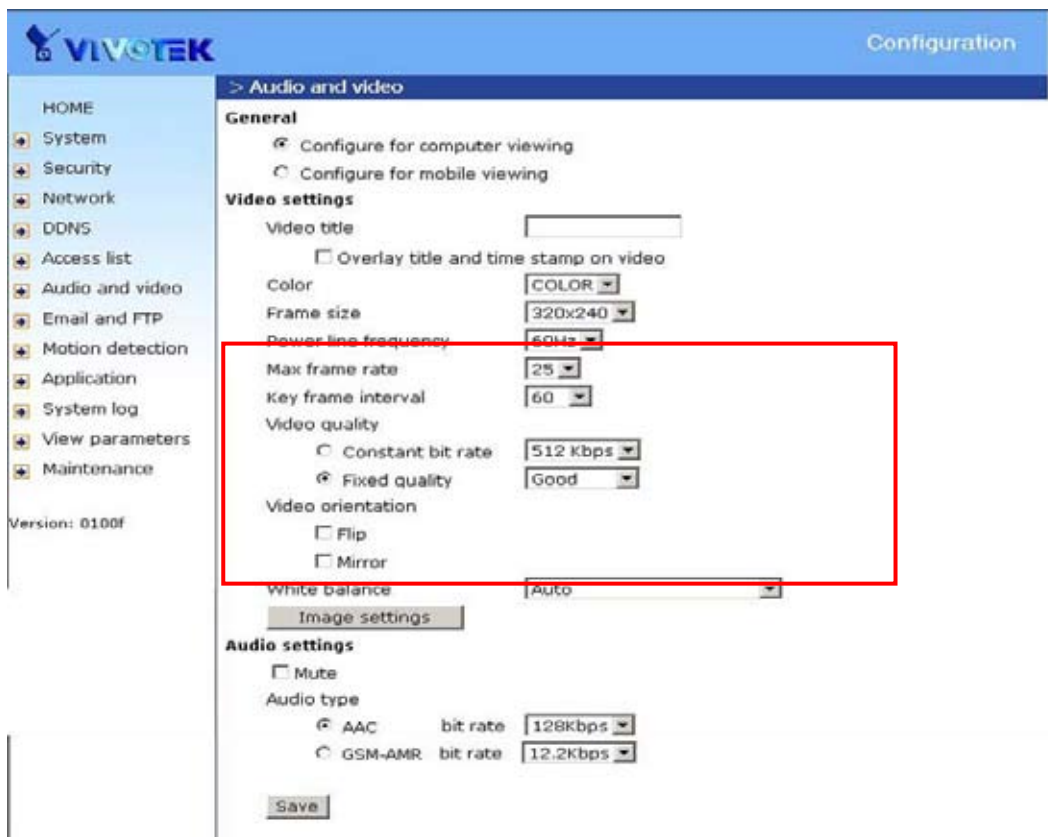 VIVOTEK
Configuration
HOME
System
Security
Network
DDNS
Access list
Audio and video
Email and FTP
Motion detection
Application
System log
View parameters
Maintenance
Version: 0100f
> Audio and video
General
Configure for computer viewing
Configure for mobile viewing
Video settings
Video title
Overlay title and time stamp on video
Color COLOR
Frame size 320x240
Power line frequency 60Hz
Max frame rate 25
Key frame interval 60
Video quality
Constant bit rate 512 Kbps
Fixed quality Good
Video orientation
Flip
Mirror
White balance Auto
Image settings
Audio settings
Mute
Audio type
AAC bit rate 128Kbps
GSM-AMR bit rate 12.2Kbps
Save